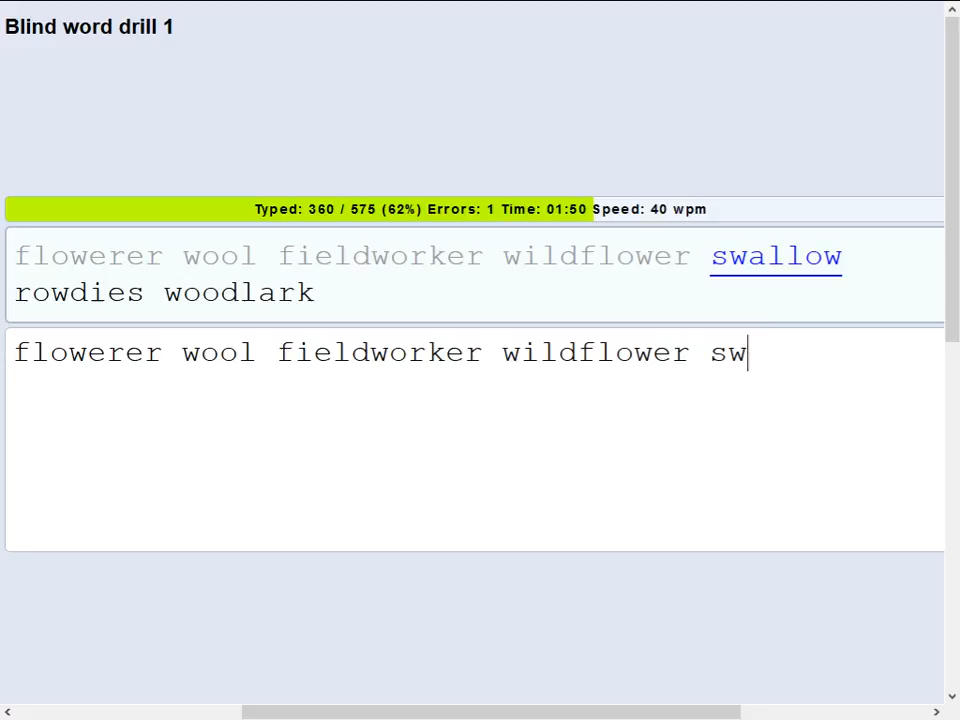 Blind word drill 1
Typed: 360 / 575 (62%) Errors: 1 Time: 01:50 Speed: 40 wpm
flowerer wool fieldworker wildflower swallow
rowdies woodlark
flowerer wool fieldworker wildflower sw